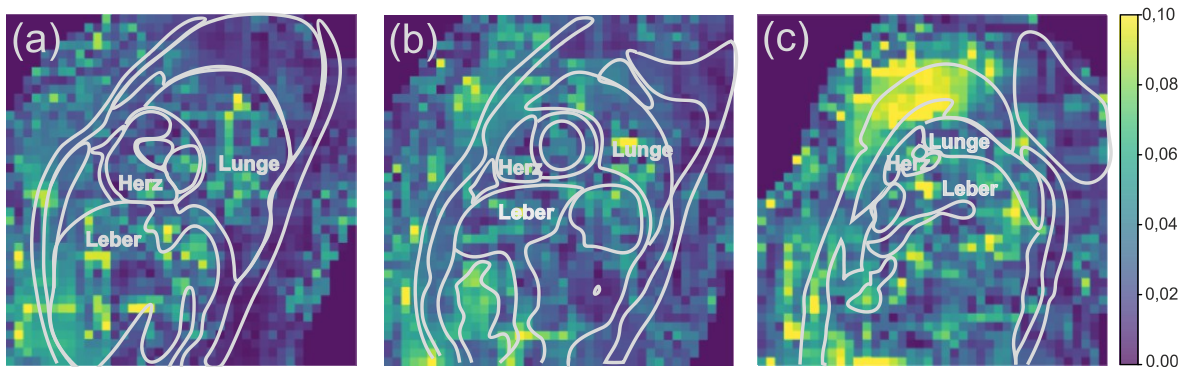 (a)
Herz
Lunge
Leber
(b)
Herz
Lunge
Leber
(c)
Lunge
Herz
Leber
0,10
0,08
0,06
0,04
0,02
0.00